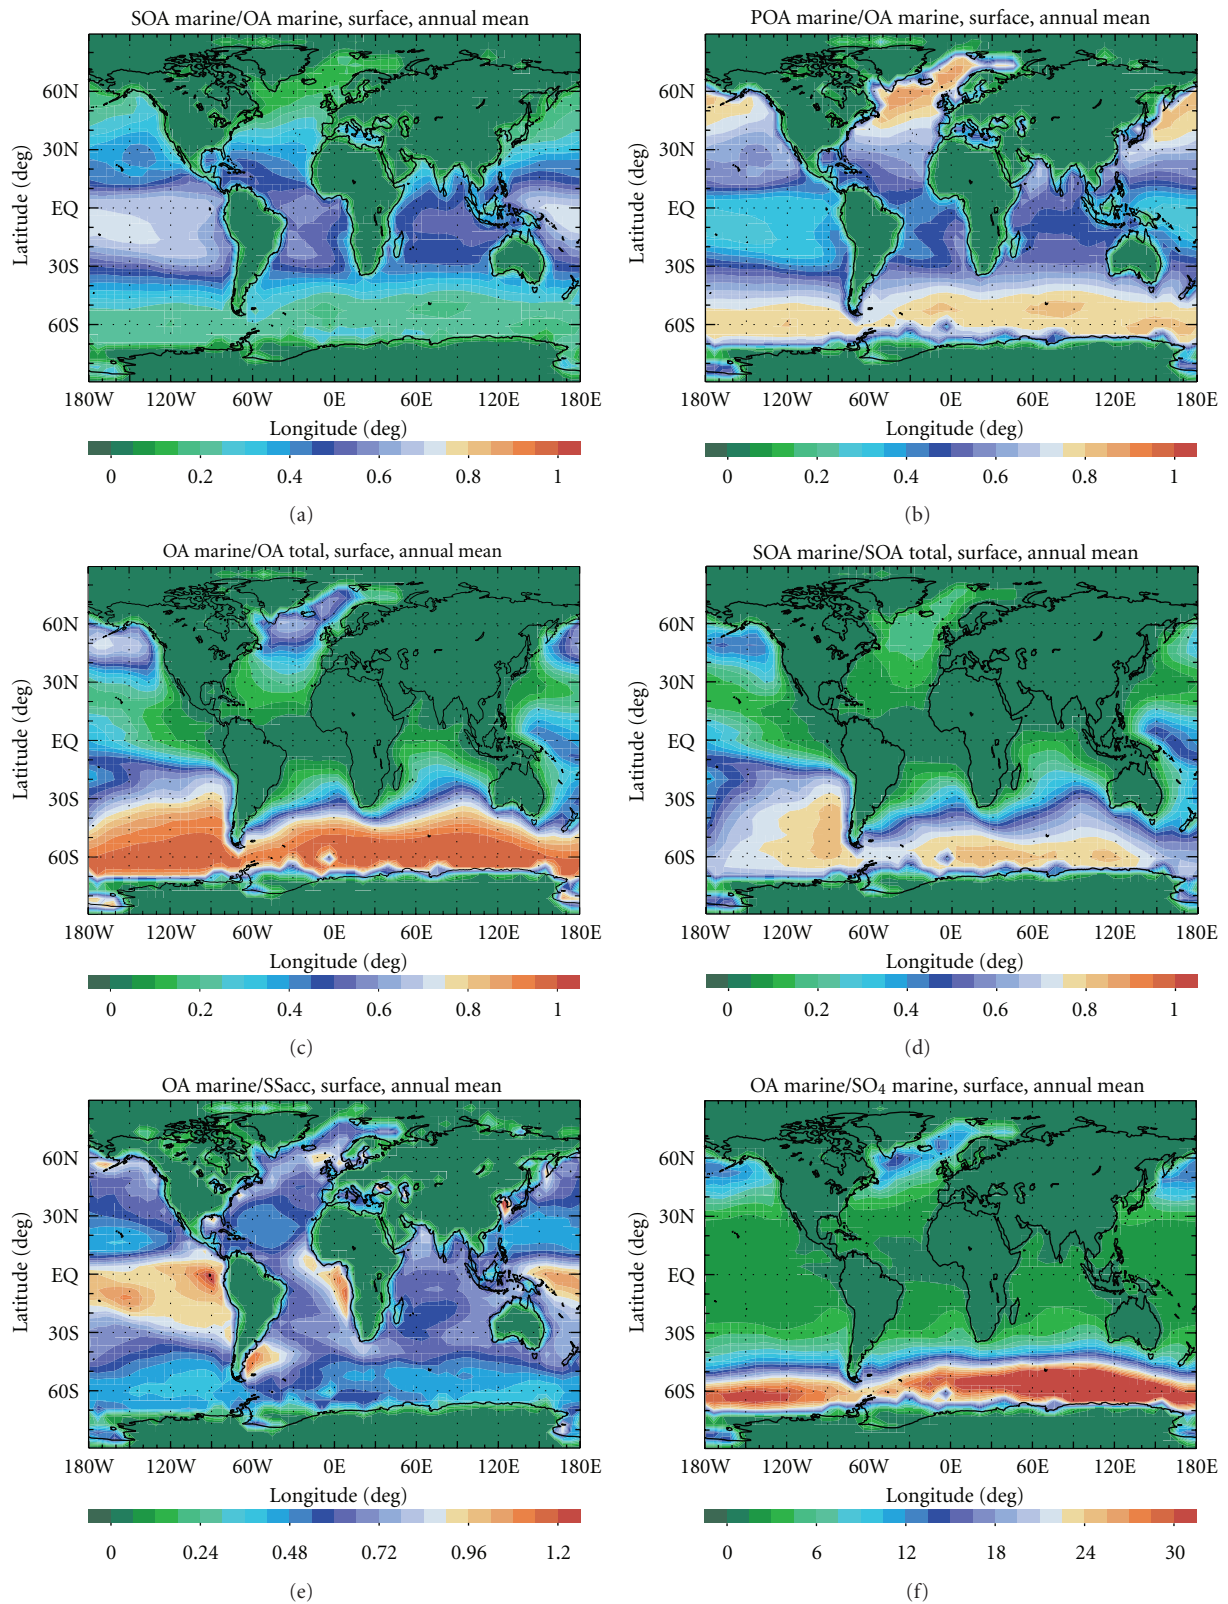 SOA marine/OA marine, surface, annual mean
Latitude (deg)
60N
30N
EQ
30S
60S
180W 120W 60W 0E 60E 120E 180E
Longitude (deg)
0 0.2 0.4 0.6 0.8 1
(a)
POA marine/OA marine, surface, annual mean
Latitude (deg)
60N
30N
EQ
30S
60S
180W 120W 60W 0E 60E 120E 180E
Longitude (deg)
0 0.2 0.4 0.6 0.8 1
(b)
OA marine/OA total, surface, annual mean
Latitude (deg)
60N
30N
EQ
30S
60S
180W 120W 60W 0E 60E 120E 180E
Longitude (deg)
0 0.2 0.4 0.6 0.8 1
(c)
SOA marine/SOA total, surface, annual mean
Latitude (deg)
60N
30N
EQ
30S
60S
180W 120W 60W 0E 60E 120E 180E
Longitude (deg)
0 0.2 0.4 0.6 0.8 1
(d)
OA marine/SSacc, surface, annual mean
Latitude (deg)
60N
30N
EQ
30S
60S
180W 120W 60W 0E 60E 120E 180E
Longitude (deg)
0 0.24 0.48 0.72 0.96 1.2
(e)
OA marine/SO₄ marine, surface, annual mean
Latitude (deg)
60N
30N
EQ
30S
60S
180W 120W 60W 0E 60E 120E 180E
Longitude (deg)
0 6 12 18 24 30
(f)